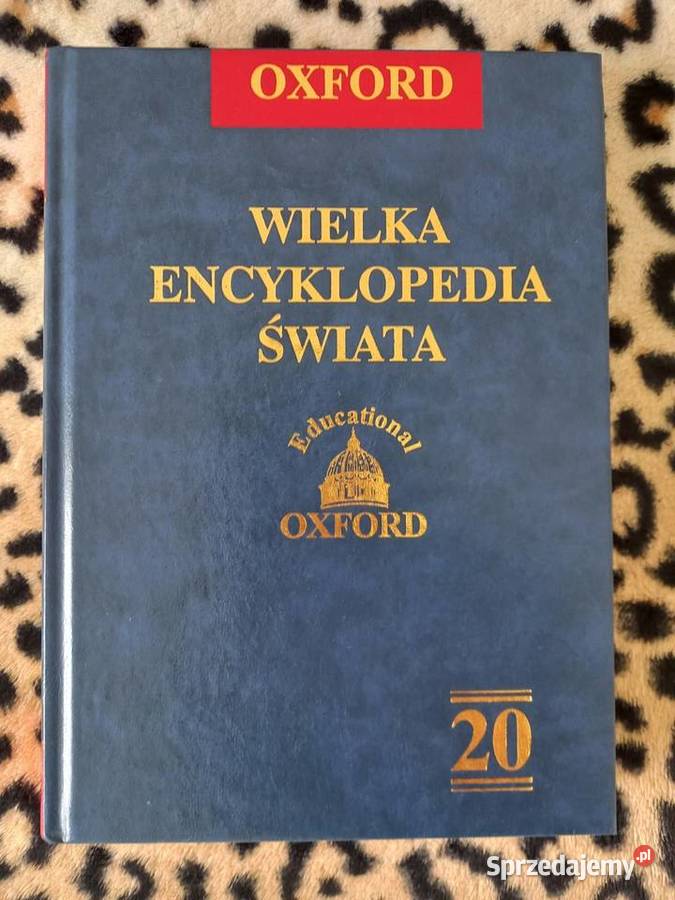 OXFORD
WIELKA
ENCYKLOPEDIA
ŚWIATA
Educational
OXFORD
20
Sprzedajemy.pl